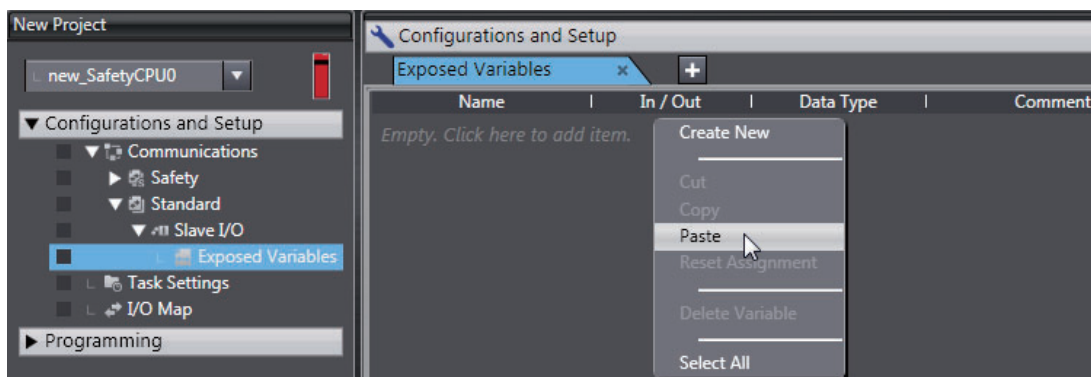 New Project
new_SafetyCPU0
Configurations and Setup
Communications
Safety
Standard
Slave I/O
Exposed Variables
Task Settings
I/O Map
Programming
Configurations and Setup
Exposed Variables
Name In / Out Data Type Comment
Empty. Click here to add item.
Create New
Cut
Copy
Paste
Reset Assignment
Delete Variable
Select All